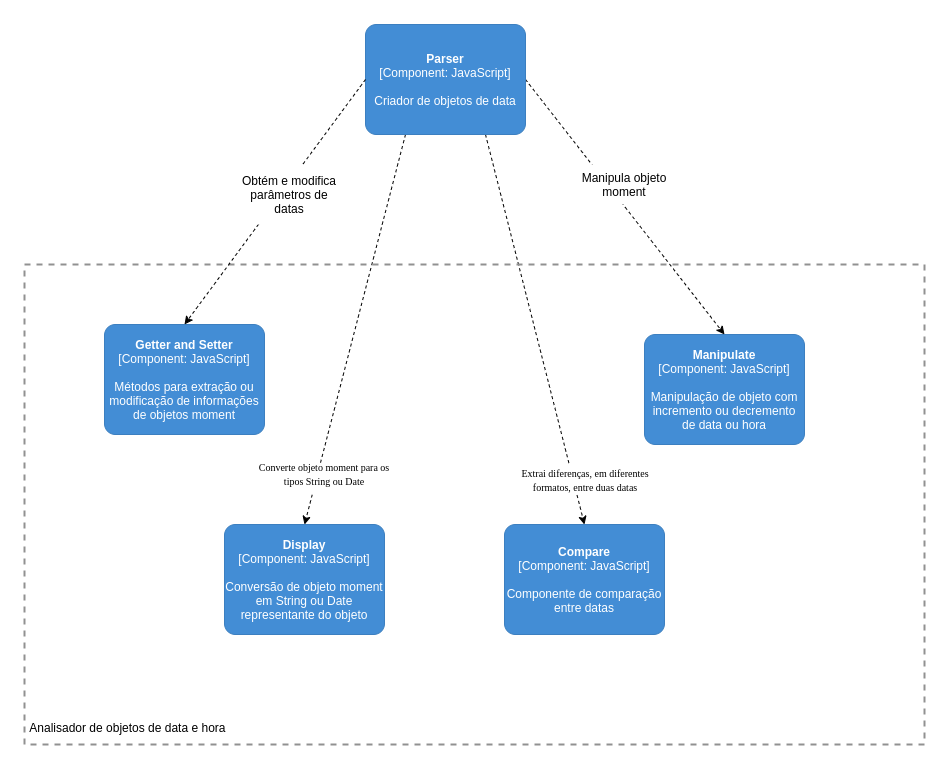 Parser
[Component: JavaScript]
Criador de objetos de data
Obtém e modifica
parâmetros de
datas
Manipula objeto
moment
Getter and Setter
[Component: JavaScript]
Métodos para extração ou
modificação de informações
de objetos moment
Manipulate
[Component: JavaScript]
Manipulação de objeto com
incremento ou decremento
de data ou hora
Converte objeto moment para os
tipos String ou Date
Extrai diferenças, em diferentes
formatos, entre duas datas
Display
[Component: JavaScript]
Conversão de objeto moment
em String ou Date
representante do objeto
Compare
[Component: JavaScript]
Componente de comparação
entre datas
Analisador de objetos de data e hora